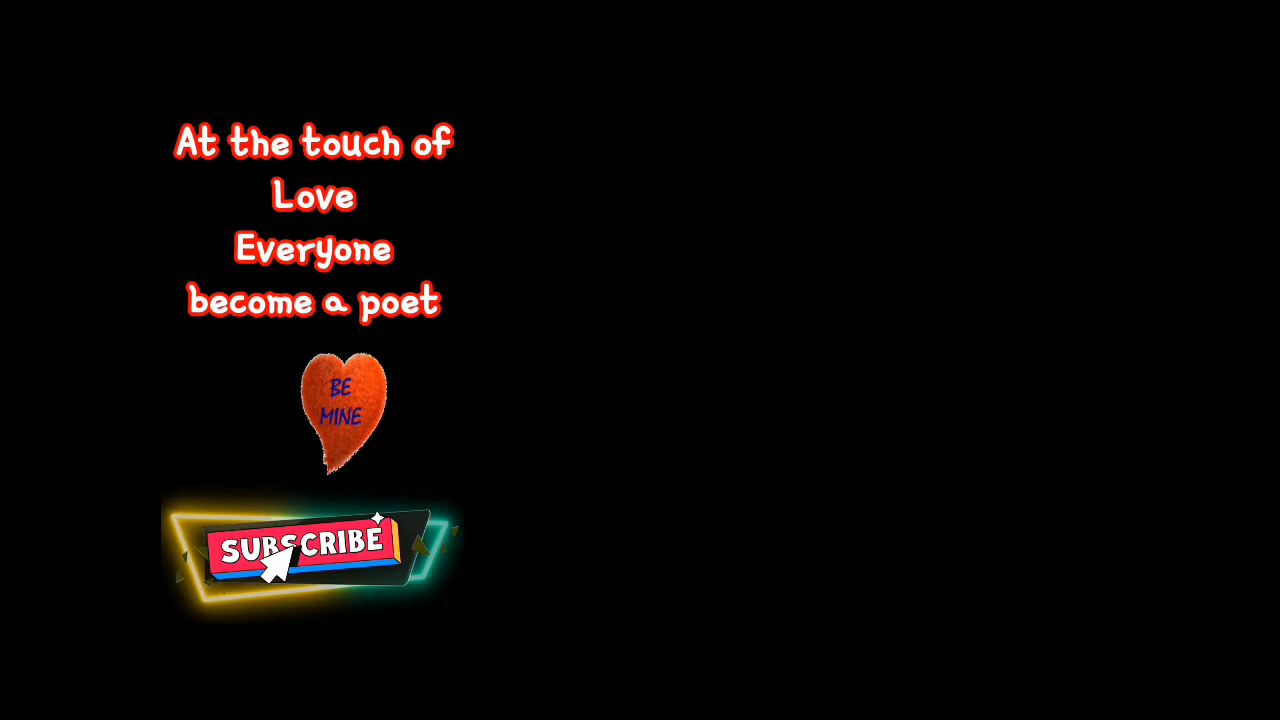 At the touch of
Love
Everyone
become a poet
BE
MINE
SUBSCRIBE